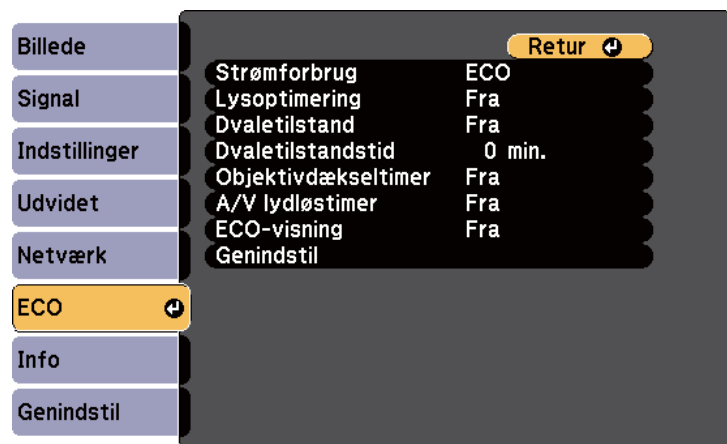 Billede
Signal
Indstillinger
Udvidet
Netværk
ECO
Info
Genindstil
Retur
Strømforbrug ECO
Lysoptimering Fra
Dvaletilstand Fra
Dvaletilstandstid 0 min.
Objektivdækseltimer Fra
A/V lydløstimer Fra
ECO-visning Fra
Genindstil